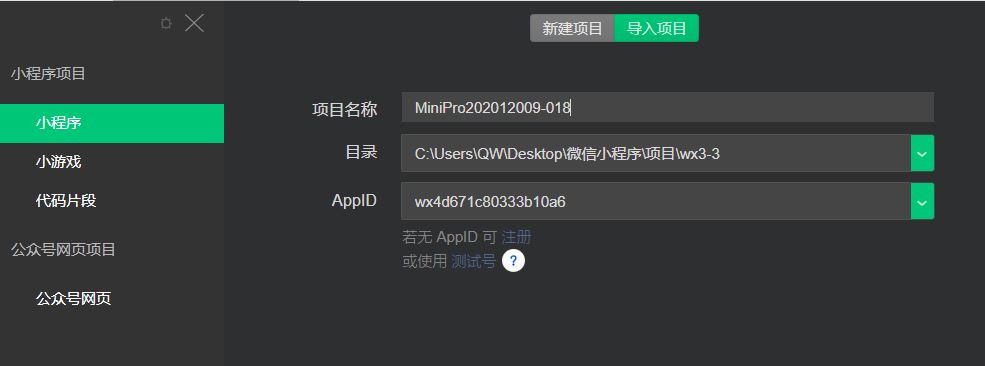 新建项目 导入项目
小程序项目
小程序
小游戏
代码片段
公众号网页项目
公众号网页
项目名称 MiniPro202012009-018
目录 C:\Users\QW\Desktop\微信小程序\项目\wx3-3
AppID wx4d671c80333b10a6
若无 AppID 可 注册
或使用 测试号 ?